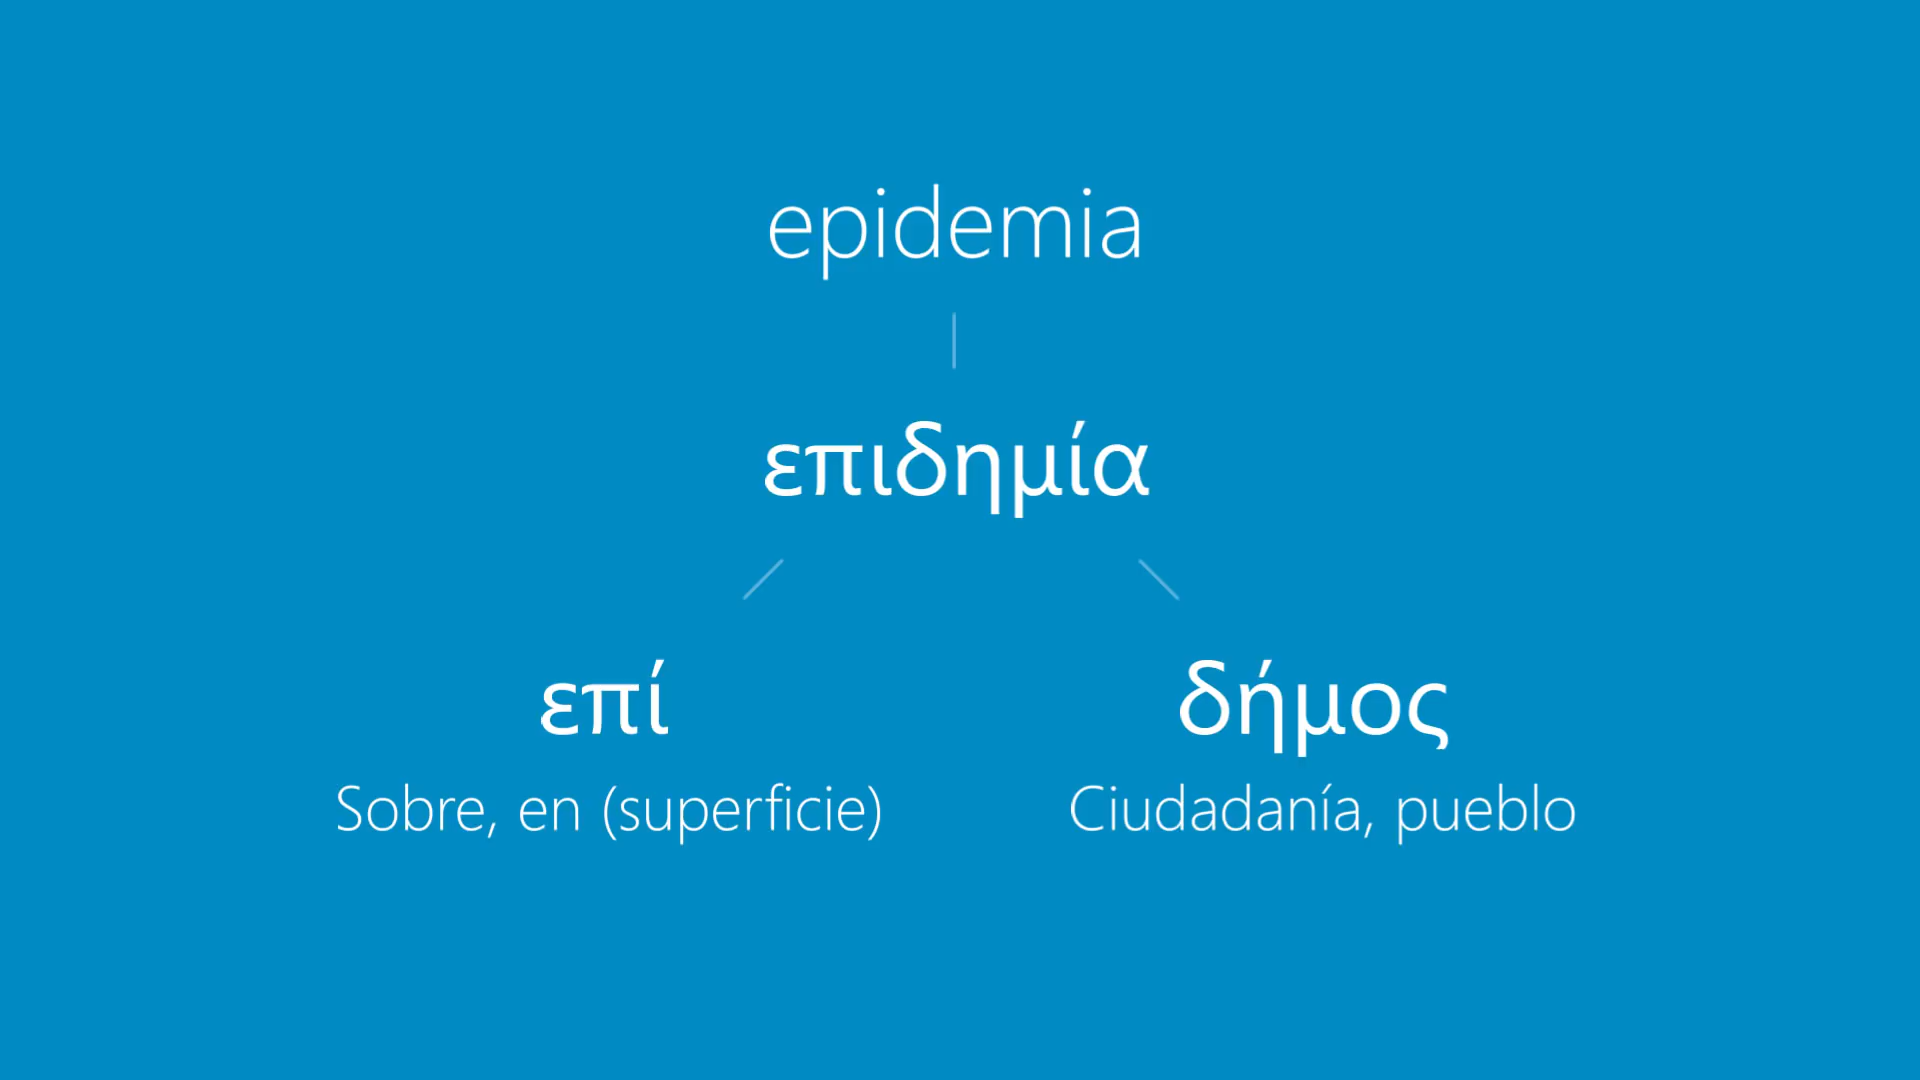 epidemia
επιδημία
επί
δήμος
Sobre, en (superficie)
Ciudadanía, pueblo